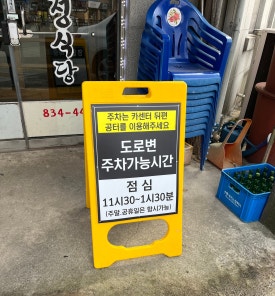 정식당
834-44
주차는 카센터 뒤편
공터를 이용해주세요
도로변
주차가능시간
점 심
11시30~1시30분
(주말.공휴일은 항시가능)